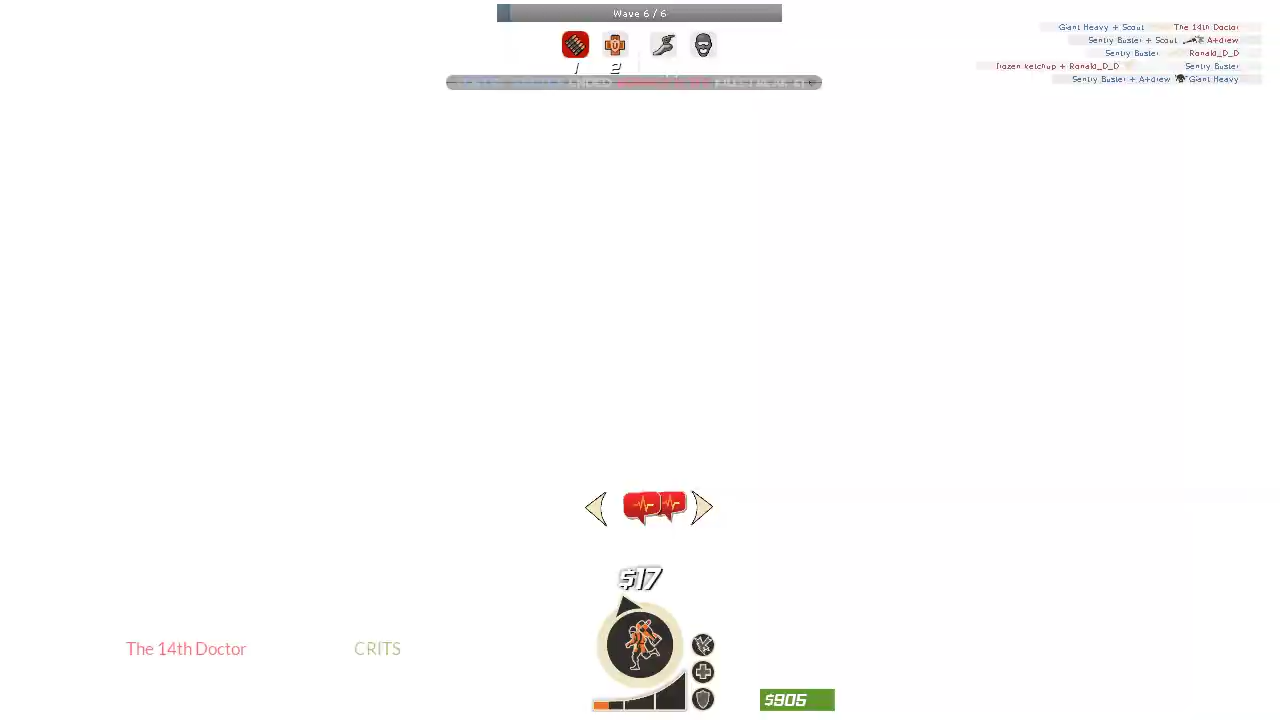 Wave 6 / 6
1 2
ENDED
Giant Heavy + Scout The 14th Doctor
Sentry Buster + Scout A+drew
Sentry Buster Ronald_D_D
frozen ketchup + Ronald_D_D Sentry Buster
Sentry Buster + A+drew Giant Heavy
$17
The 14th Doctor CRITS
$905